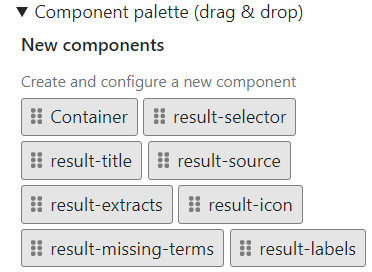 ▼ Component palette (drag & drop)
New components
Create and configure a new component
Container result-selector
result-title result-source
result-extracts result-icon
result-missing-terms result-labels